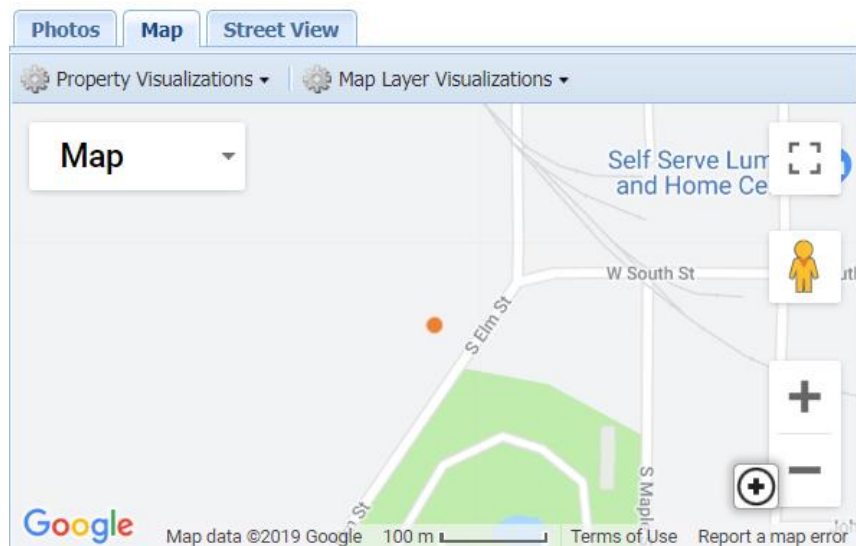 Photos Map Street View
Property Visualizations Map Layer Visualizations
Map
Self Serve Lum
and Home Ce
W South St
S Elm St
S Maple
Google Map data ©2019 Google 100 m Terms of Use Report a map error